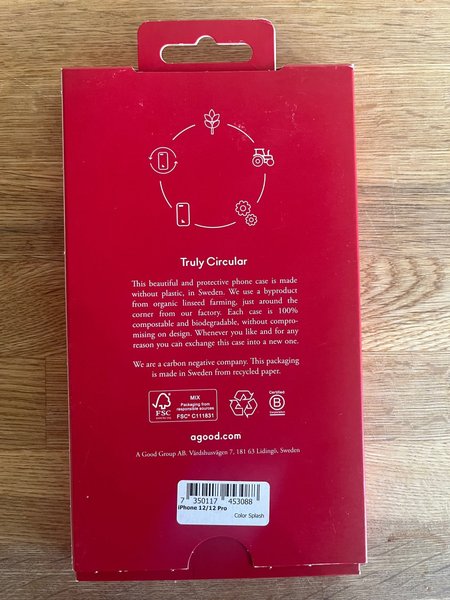 Truly Circular
This beautiful and protective phone case is made
without plastic, in Sweden. We use a byproduct
from organic linseed farming, just around the
corner from our factory. Each case is 100%
compostable and biodegradable, without compro-
mising on design. Whenever you like and for any
reason you can exchange this case into a new one.
We are a carbon negative company. This packaging
is made in Sweden from recycled paper.
FSC
MIX
Packaging from
responsible sources
FSC® C111831
Certified
B
Corporation
agood.com
A Good Group AB. Värdshusvägen 7, 181 63 Lidingö, Sweden
7 350117 453088
iPhone 12/12 Pro
Color Splash